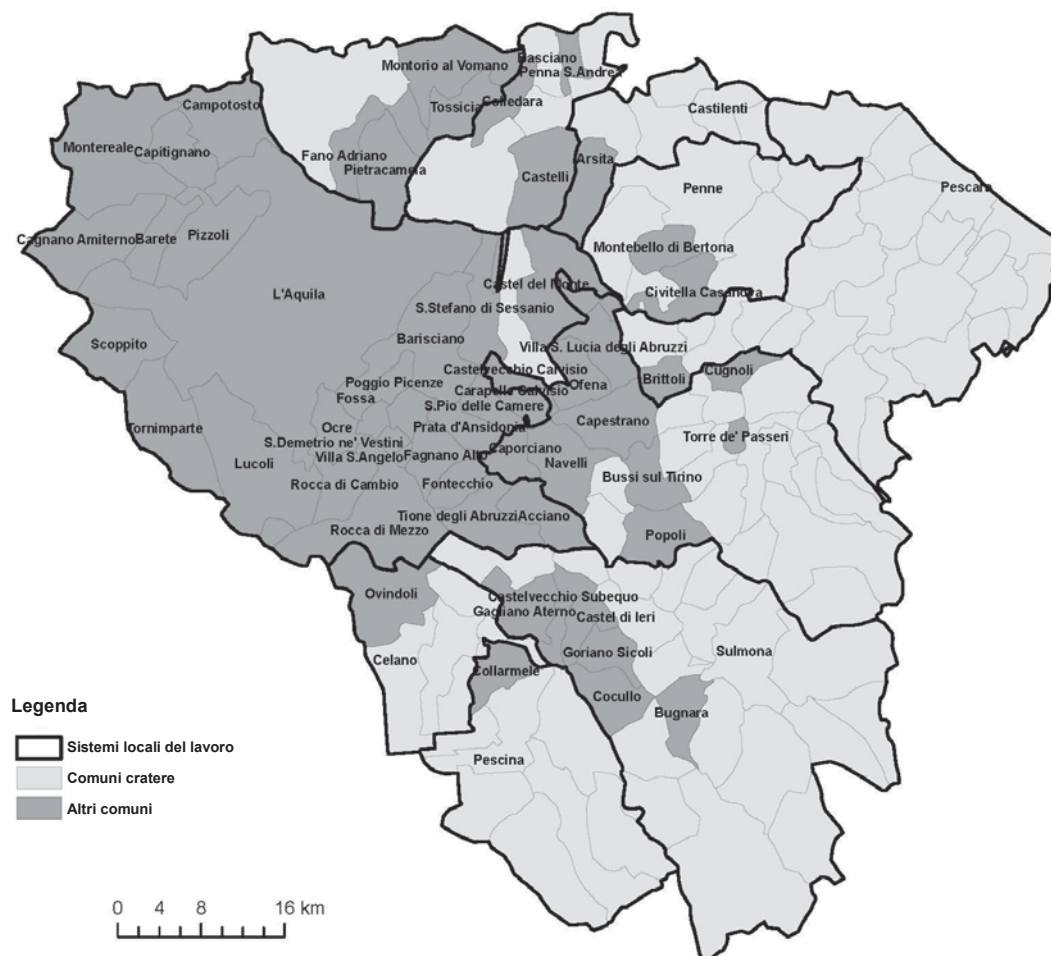 Basciano
Montorio al Vomano
Penna S.Andrea
Campotosto
Tossicia
Colledara
Castilenti
Montereale
Capitignano
Fano Adriano
Pietracamela
Castelli
Arsita
Penne
Pescara
Cagnano Amiterno
Barete
Pizzoli
Montebello di Bertona
L'Aquila
Castel del Monte
Civitella Casanova
S.Stefano di Sessanio
Scoppito
Barisciano
Villa S. Lucia degli Abruzzi
Castelvecchio Calvisio
Brittoli
Cugnoli
Poggio Picenze
Carapelle Calvisio
Ofena
Fossa
S.Pio delle Camere
Tornimparte
Ocre
Prata d'Ansidonia
Capestrano
Torre de' Passeri
S.Demetrio ne' Vestini
Villa S.Angelo
Fagnano Alto
Caporciano
Lucoli
Navelli
Rocca di Cambio
Fontecchio
Bussi sul Tirino
Tione degli Abruzzi
Acciano
Rocca di Mezzo
Popoli
Ovindoli
Castelvecchio Subequo
Gagliano Aterno
Castel di Ieri
Celano
Goriano Sicoli
Sulmona
Collarmele
Cocullo
Bugnara
Pescina
Legenda
Sistemi locali del lavoro
Comuni cratere
Altri comuni
0 4 8 16 km